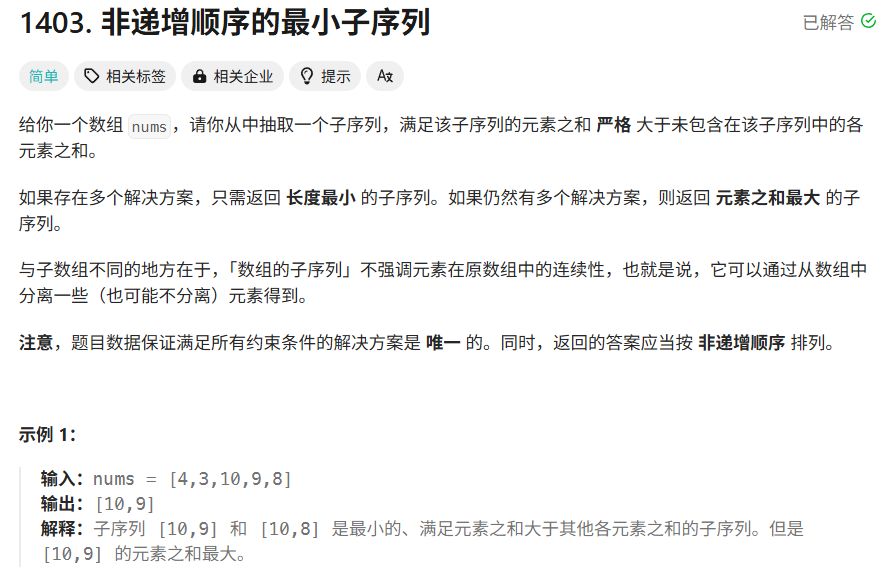 1403. 非递增顺序的最小子序列
已解答
简单 相关标签 相关企业 提示
给你一个数组 nums，请你从中抽取一个子序列，满足该子序列的元素之和 严格 大于未包含在该子序列中的各
元素之和。
如果存在多个解决方案，只需返回 长度最小 的子序列。如果仍然有多个解决方案，则返回 元素之和最大 的子
序列。
与子数组不同的地方在于，「数组的子序列」不强调元素在原数组中的连续性，也就是说，它可以通过从数组中
分离一些（也可能不分离）元素得到。
注意，题目数据保证满足所有约束条件的解决方案是 唯一 的。同时，返回的答案应当按 非递增顺序 排列。
示例 1：
输入：nums = [4,3,10,9,8]
输出：[10,9]
解释：子序列 [10,9] 和 [10,8] 是最小的、满足元素之和大于其他各元素之和的子序列。但是
[10,9] 的元素之和最大。